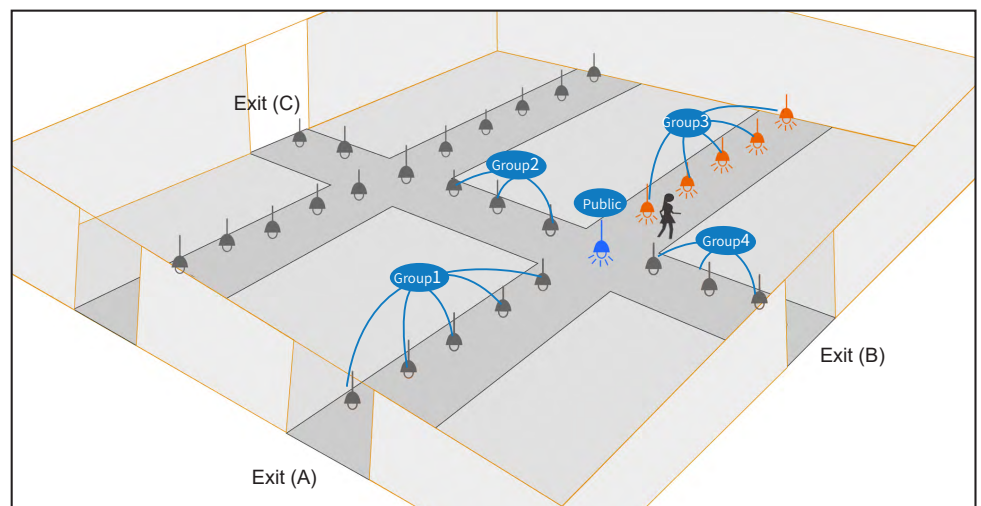 Exit (C)
Group3
Group2
Public
Group4
Group1
Exit (B)
Exit (A)